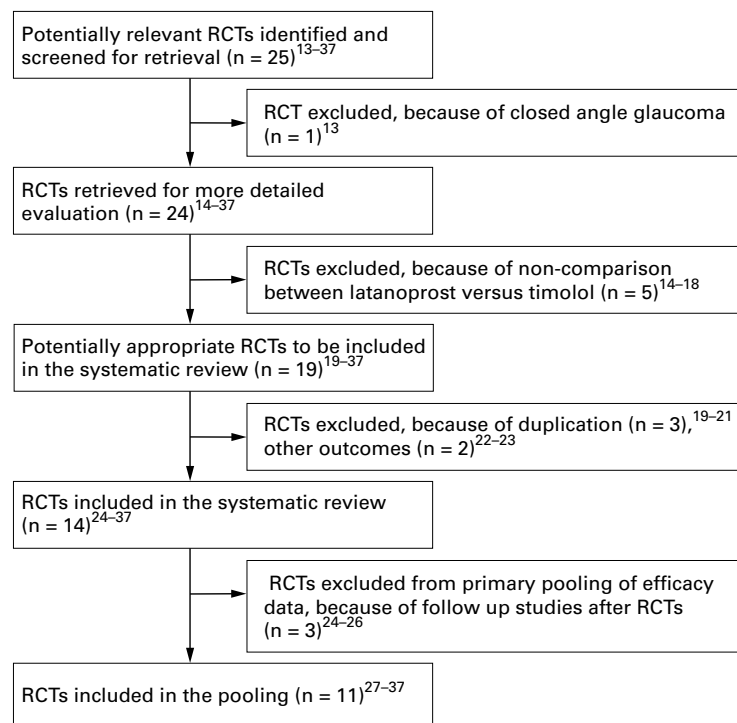 Potentially relevant RCTs identified and
screened for retrieval (n = 25)13–37
RCT excluded, because of closed angle glaucoma
(n = 1)13
RCTs retrieved for more detailed
evaluation (n = 24)14–37
RCTs excluded, because of non-comparison
between latanoprost versus timolol (n = 5)14–18
Potentially appropriate RCTs to be included
in the systematic review (n = 19)19–37
RCTs excluded, because of duplication (n = 3),19–21
other outcomes (n = 2)22–23
RCTs included in the systematic review
(n = 14)24–37
RCTs excluded from primary pooling of efficacy
data, because of follow up studies after RCTs
(n = 3)24–26
RCTs included in the pooling (n = 11)27–37